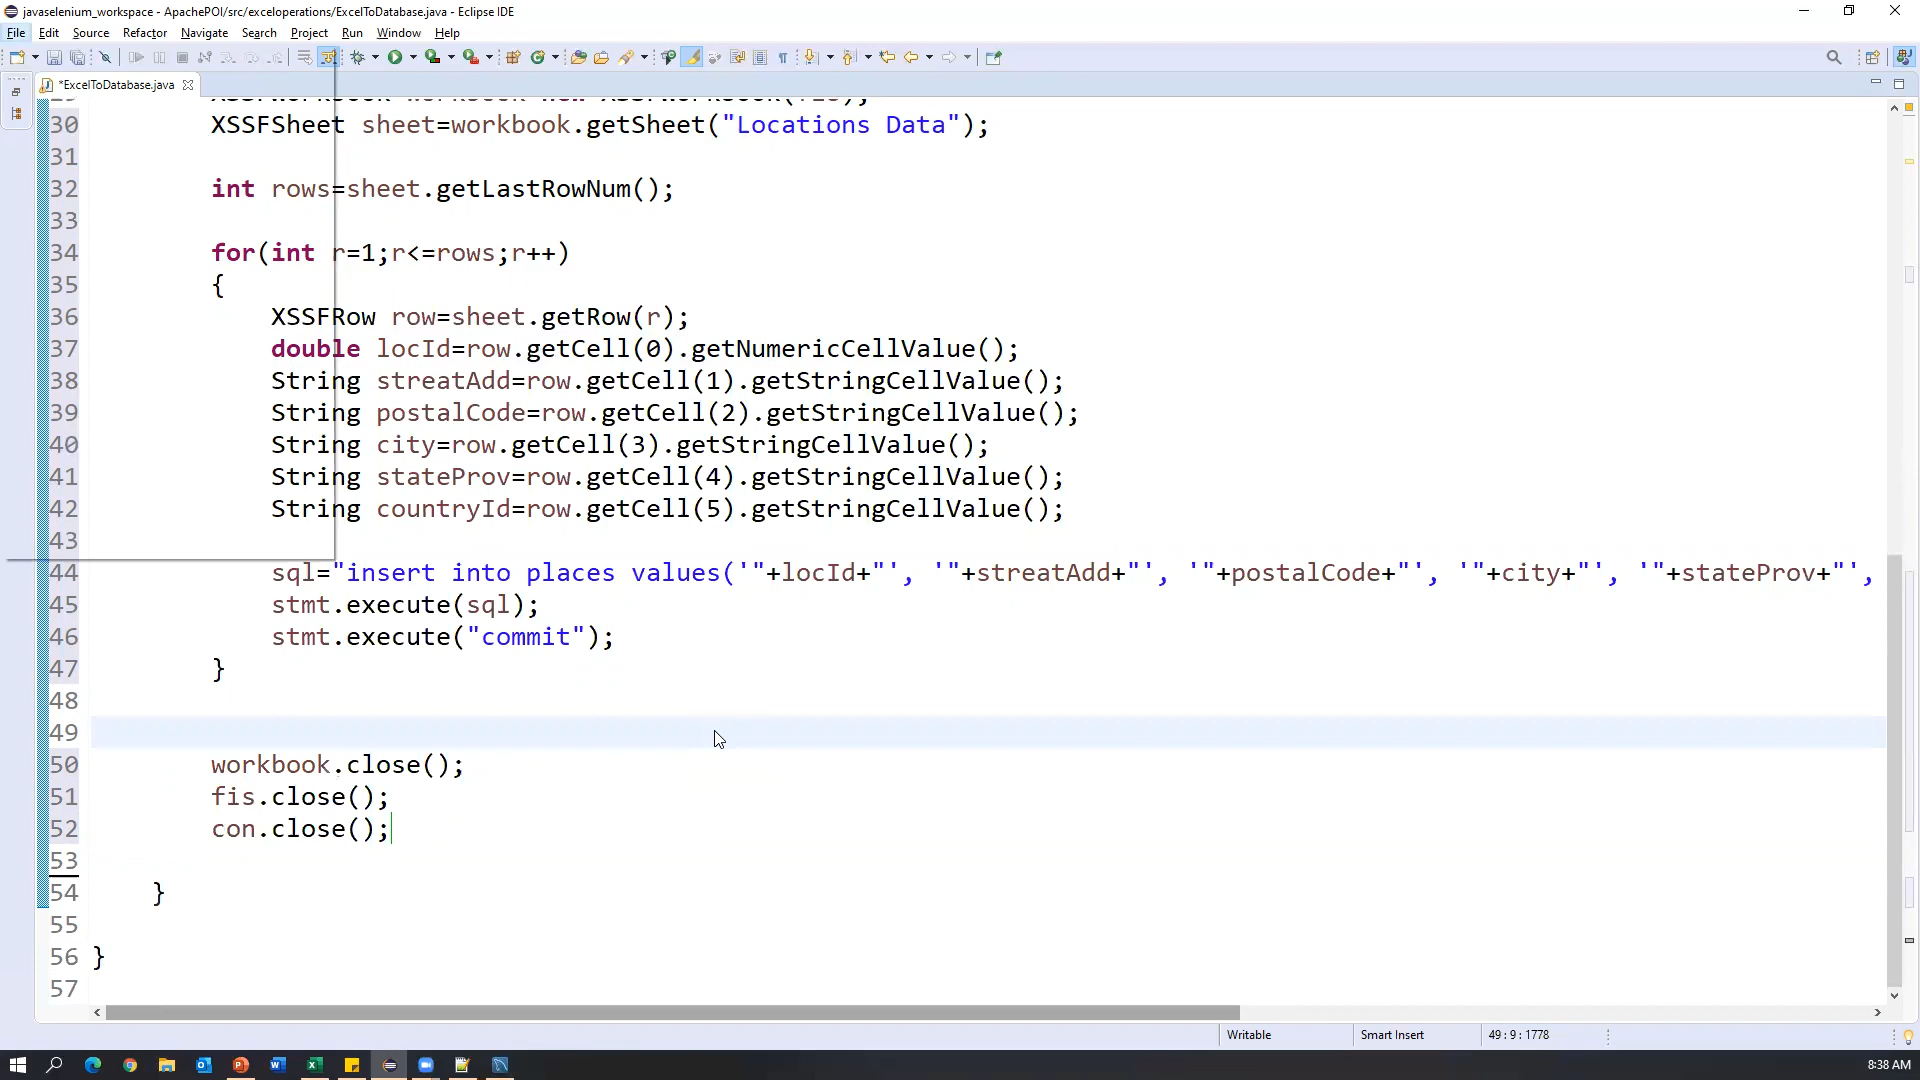 javaselenium_workspace - ApachePOI/src/exceloperations/ExcelToDatabase.java - Eclipse IDE
File Edit Source Refactor Navigate Search Project Run Window Help
*ExcelToDatabase.java
30 XSSFSheet sheet=workbook.getSheet("Locations Data");
31
32 int rows=sheet.getLastRowNum();
33
34 for(int r=1;r<=rows;r++)
35 {
36 XSSFRow row=sheet.getRow(r);
37 double locId=row.getCell(0).getNumericCellValue();
38 String streatAdd=row.getCell(1).getStringCellValue();
39 String postalCode=row.getCell(2).getStringCellValue();
40 String city=row.getCell(3).getStringCellValue();
41 String stateProv=row.getCell(4).getStringCellValue();
42 String countryId=row.getCell(5).getStringCellValue();
43
44 sql="insert into places values('"+locId+"', '"+streatAdd+"', '"+postalCode+"', '"+city+"', '"+stateProv+"',
45 stmt.execute(sql);
46 stmt.execute("commit");
47 }
48
49
50 workbook.close();
51 fis.close();
52 con.close();
53
54 }
55
56 }
57
Writable Smart Insert 49 : 9 : 1778
8:38 AM